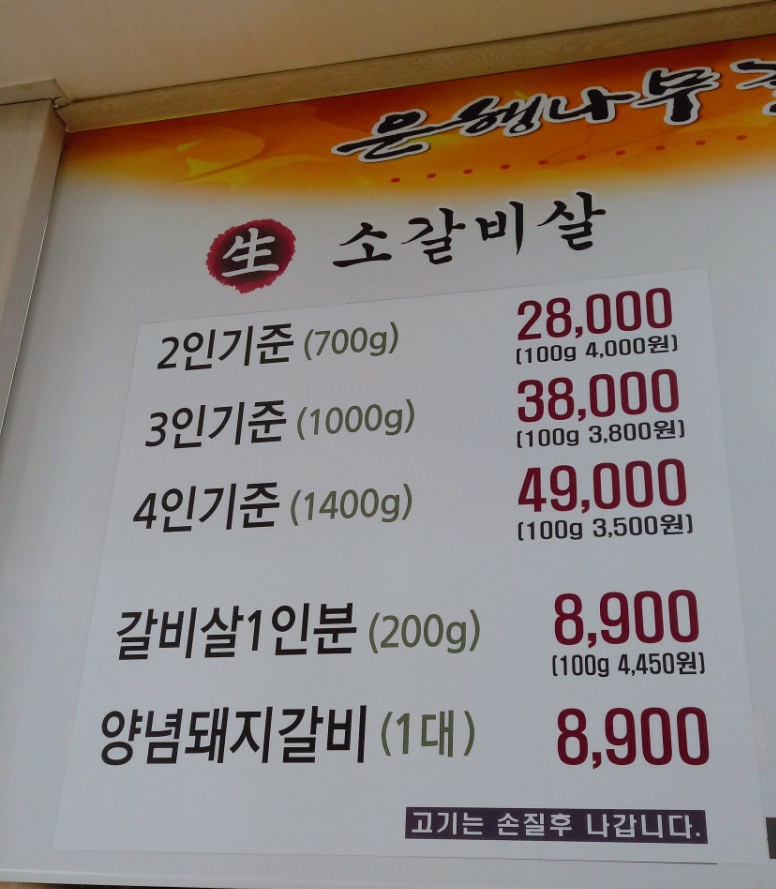 은행나무
生 소갈비살
2인기준 (700g) 28,000
(100g 4,000원)
3인기준 (1000g) 38,000
(100g 3,800원)
4인기준 (1400g) 49,000
(100g 3,500원)
갈비살1인분 (200g) 8,900
(100g 4,450원)
양념돼지갈비 (1대) 8,900
고기는 손질후 나갑니다.